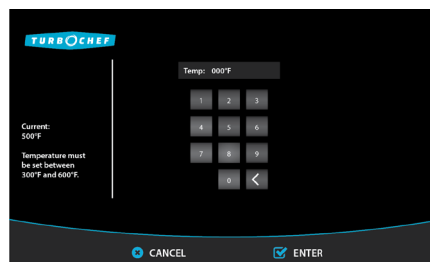 TURBOCHEF
Temp: 000°F
1 2 3
Current:
500°F
4 5 6
Temperature must
be set between
300°F and 600°F.
7 8 9
0
CANCEL ENTER